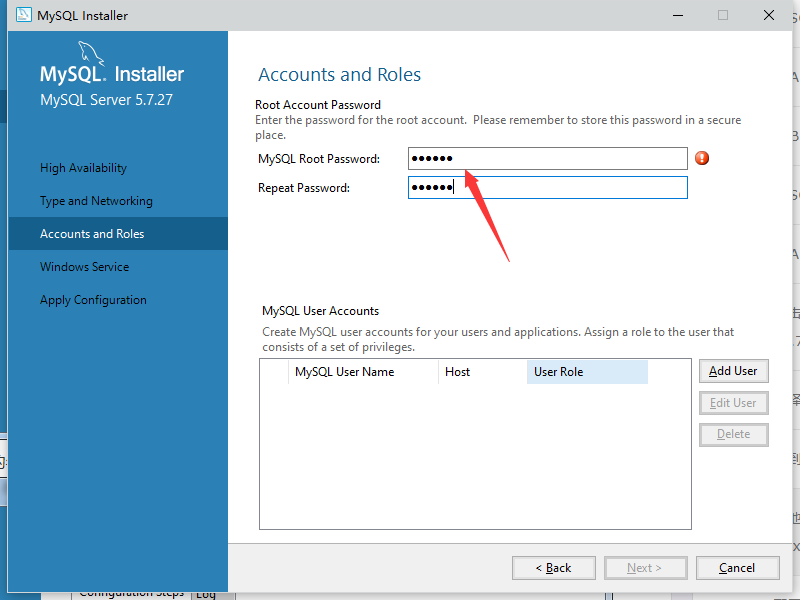 MySQL Installer
MySQL. Installer
MySQL Server 5.7.27
High Availability
Type and Networking
Accounts and Roles
Windows Service
Apply Configuration
Accounts and Roles
Root Account Password
Enter the password for the root account. Please remember to store this password in a secure
place.
MySQL Root Password: ●●●●●●
Repeat Password: ●●●●●●
MySQL User Accounts
Create MySQL user accounts for your users and applications. Assign a role to the user that
consists of a set of privileges.
MySQL User Name Host User Role
Add User
Edit User
Delete
< Back Next > Cancel
Configuration Steps Log